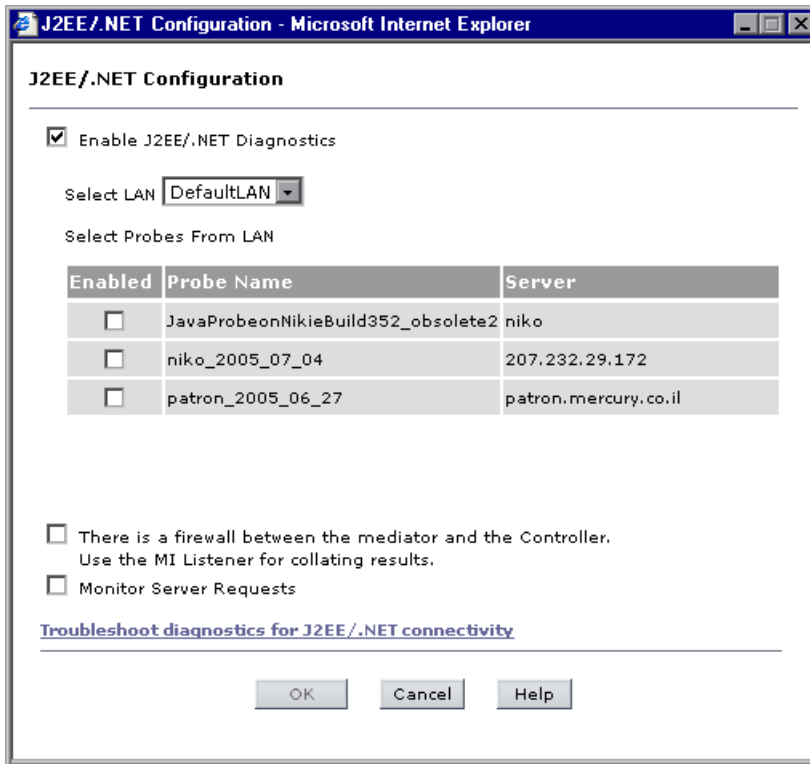 J2EE/.NET Configuration - Microsoft Internet Explorer
J2EE/.NET Configuration
Enable J2EE/.NET Diagnostics
Select LAN DefaultLAN
Select Probes From LAN
Enabled Probe Name Server
JavaProbeonNikieBuild352_obsolete2 niko
niko_2005_07_04 207.232.29.172
patron_2005_06_27 patron.mercury.co.il
There is a firewall between the mediator and the Controller.
Use the MI Listener for collating results.
Monitor Server Requests
Troubleshoot diagnostics for J2EE/.NET connectivity
OK Cancel Help